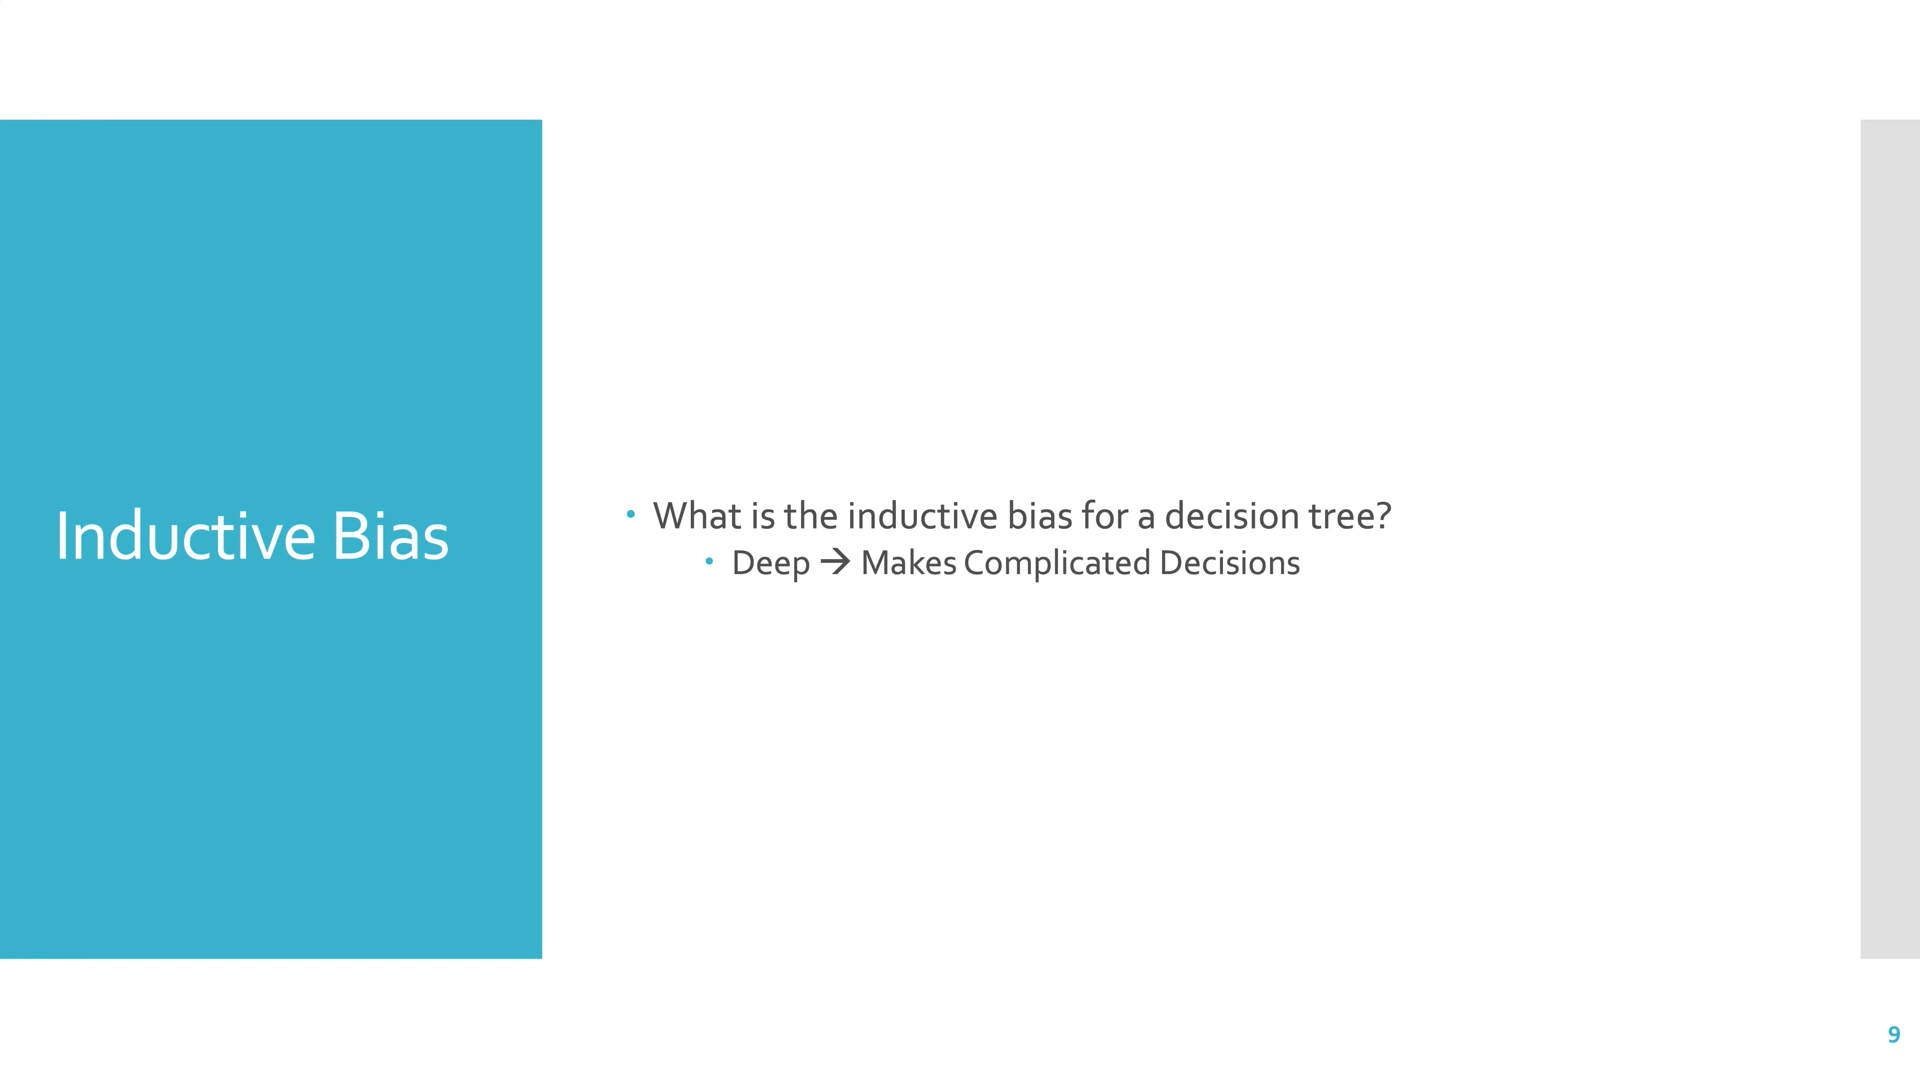 Inductive Bias
• What is the inductive bias for a decision tree?
• Deep → Makes Complicated Decisions
9